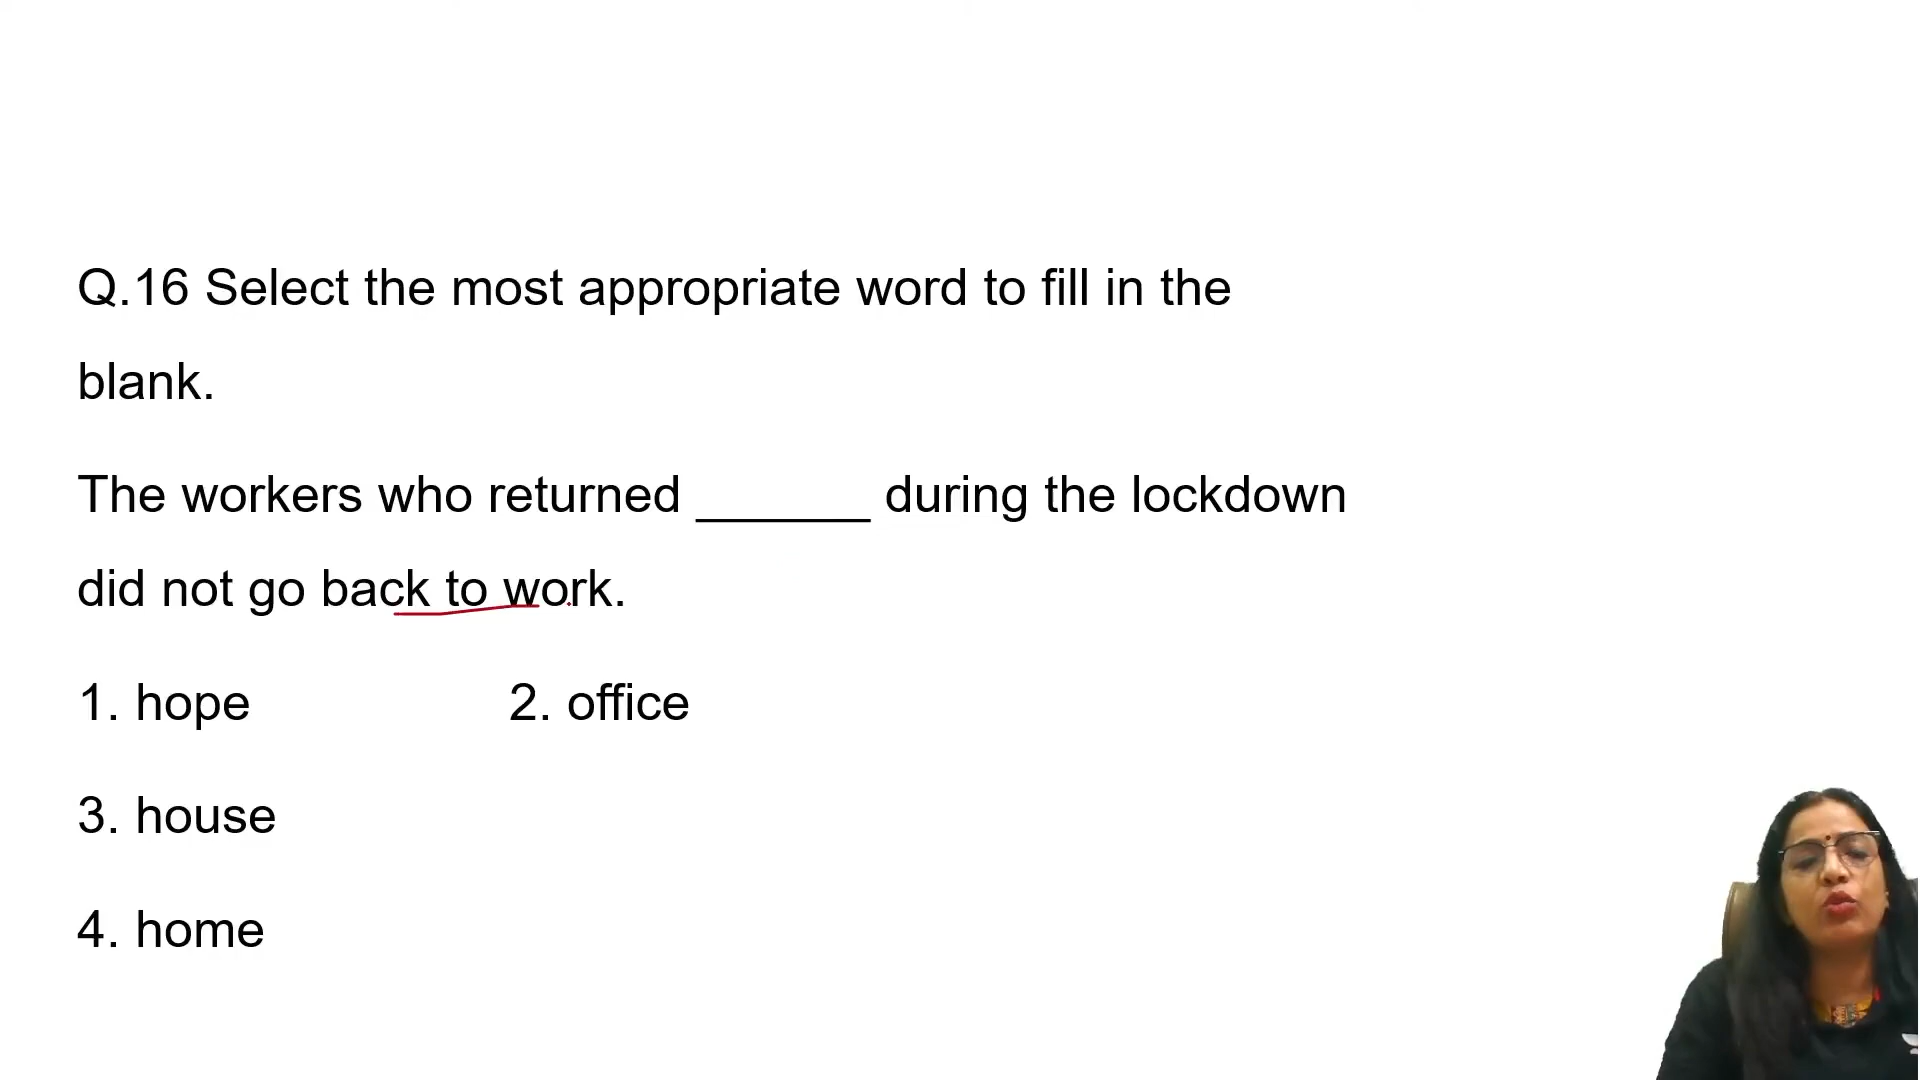 Q.16 Select the most appropriate word to fill in the
blank.
The workers who returned ______ during the lockdown
did not go back to work.
1. hope 2. office
3. house
4. home